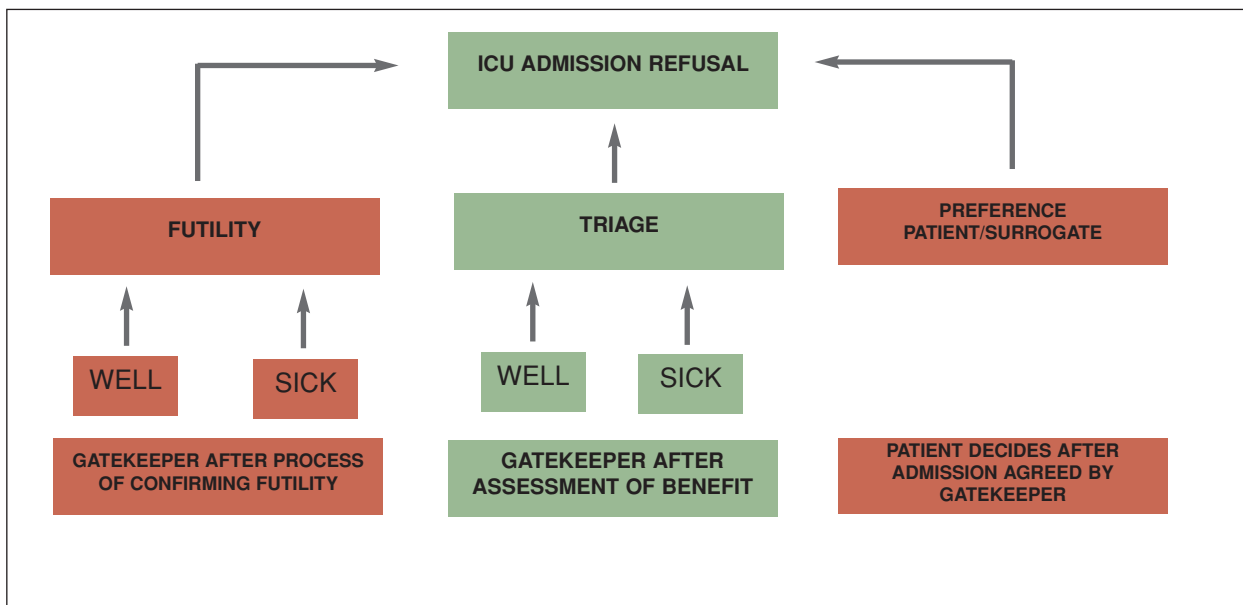 ICU ADMISSION REFUSAL
FUTILITY
TRIAGE
PREFERENCE
PATIENT/SURROGATE
WELL
SICK
WELL
SICK
GATEKEEPER AFTER PROCESS
OF CONFIRMING FUTILITY
GATEKEEPER AFTER
ASSESSMENT OF BENEFIT
PATIENT DECIDES AFTER
ADMISSION AGREED BY
GATEKEEPER